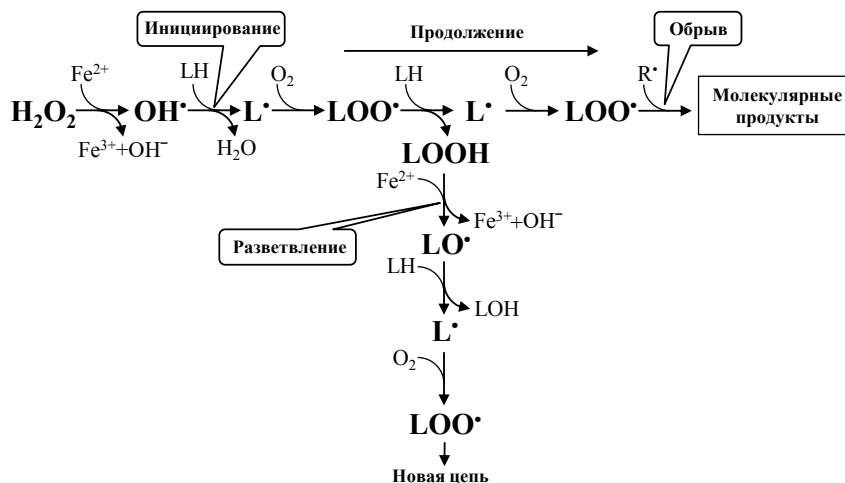 Инициирование
Продолжение
Обрыв
Fe²⁺ LH O₂ LH O₂ R•
H₂O₂ OH• L• LOO• L• LOO• Молекулярные
продукты
Fe³⁺+OH⁻ H₂O
LOOH
Fe²⁺
Fe³⁺+OH⁻
Разветвление
LO•
LH
LOH
L•
O₂
LOO•
Новая цепь